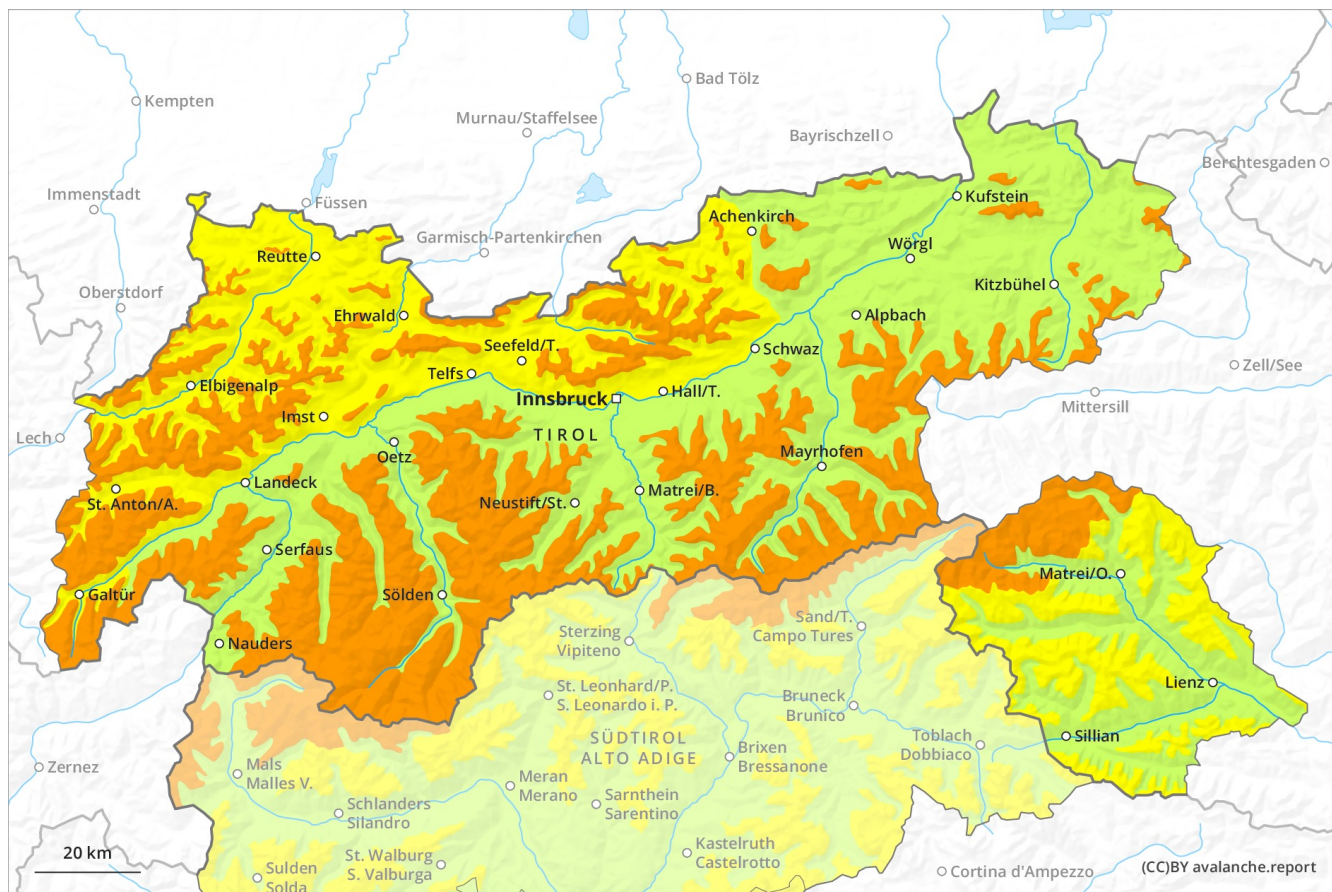 Bad Tölz
Kempten
Murnau/Staffelsee
Bayrischzell
Berchtesgaden
Immenstadt
Füssen
Kufstein
Achenkirch
Garmisch-Partenkirchen
Wörgl
Reutte
Oberstdorf
Kitzbühel
Ehrwald
Alpbach
Seefeld/T.
Schwaz
Zell/See
Telfs
Elbigenalp
Hall/T.
Innsbruck
Mittersill
Imst
Lech
TIROL
Oetz
Mayrhofen
Landeck
St. Anton/A.
Matrei/B.
Neustift/St.
Serfaus
Matrei/O.
Galtür
Sölden
Sand/T.
Campo Tures
Sterzing
Vipiteno
Nauders
Lienz
St. Leonhard/P.
S. Leonardo i. P.
Bruneck
Brunico
SÜDTIROL
ALTO ADIGE
Sillian
Toblach
Dobbiaco
Brixen
Bressanone
Zernez
Mals
Malles V.
Meran
Merano
Sarnthein
Sarentino
Schlanders
Silandro
Kastelruth
Castelrotto
20 km
St. Walburg
S. Valburga
(CC)BY avalanche.report
Sulden
Solda
Cortina d'Ampezzo